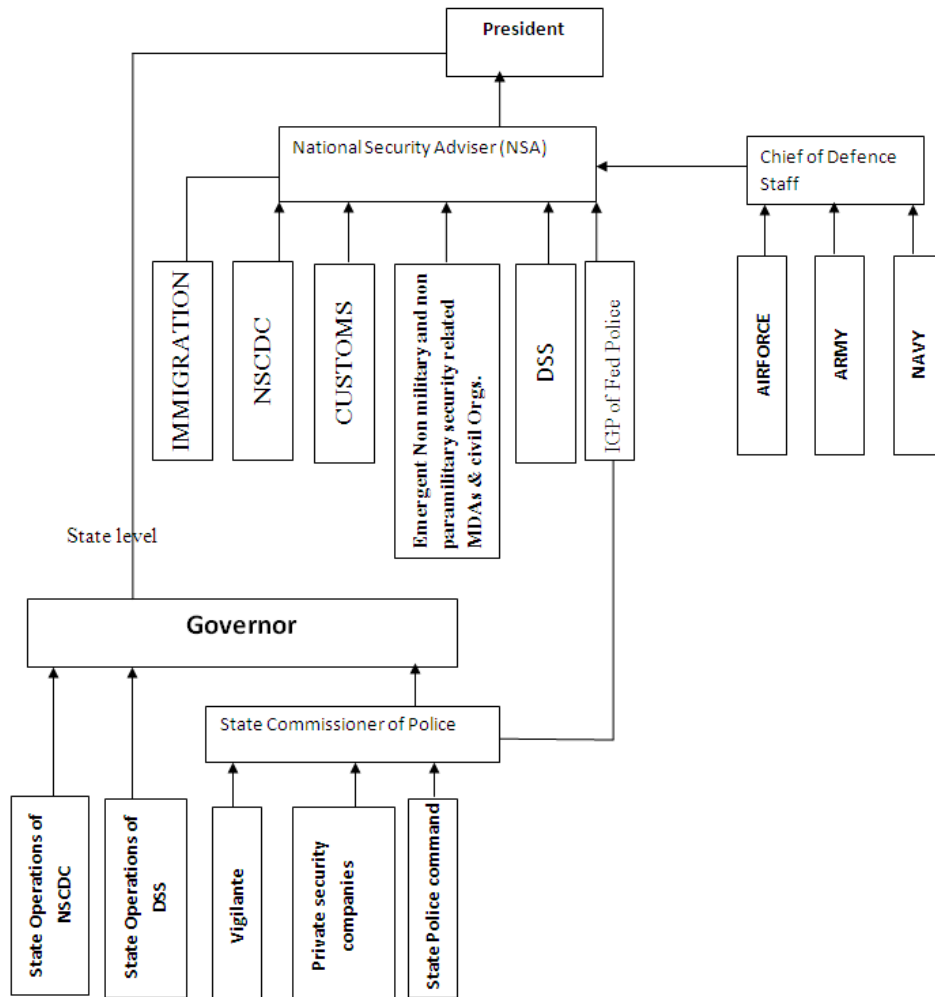 President
National Security Adviser (NSA)
Chief of Defence
Staff
IMMIGRATION
NSCDC
CUSTOMS
Emergent Non military and non
paramilitary security related
MDAs & civil Orgs.
DSS
IGP of Fed Police
AIRFORCE
ARMY
NAVY
State level
Governor
State Commissioner of Police
State Operations of
NSCDC
State Operations of
DSS
Vigilante
Private security
companies
State Police command